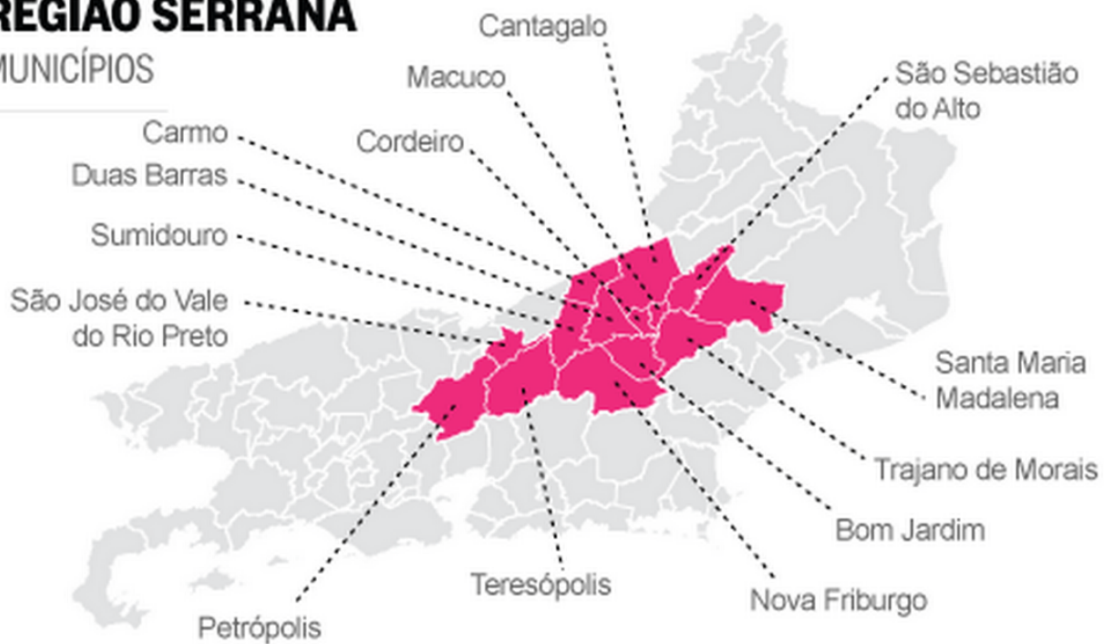 REGIÃO SERRANA
MUNICÍPIOS
Cantagalo
Macuco
São Sebastião
do Alto
Carmo
Cordeiro
Duas Barras
Sumidouro
São José do Vale
do Rio Preto
Santa Maria
Madalena
Trajano de Morais
Bom Jardim
Teresópolis
Nova Friburgo
Petrópolis